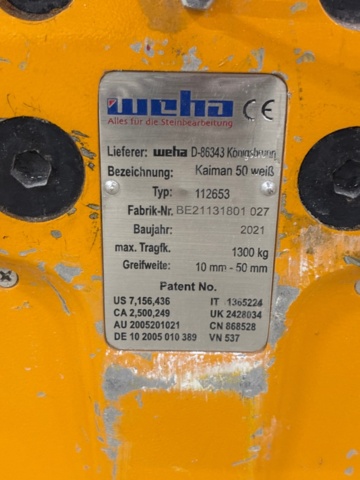 weha CE
Alles für die Steinbearbeitung
Lieferer: weha D-86343 Königsbrunn
Bezeichnung: Kaiman 50 weiß
Typ: 112653
Fabrik-Nr. BE21131801 027
Baujahr: 2021
max. Tragfk. 1300 kg
Greifweite: 10 mm - 50 mm
Patent No.
US 7,156,436 IT 1365224
CA 2,500,249 UK 2428034
AU 2005201021 CN 868528
DE 10 2005 010 389 VN 537